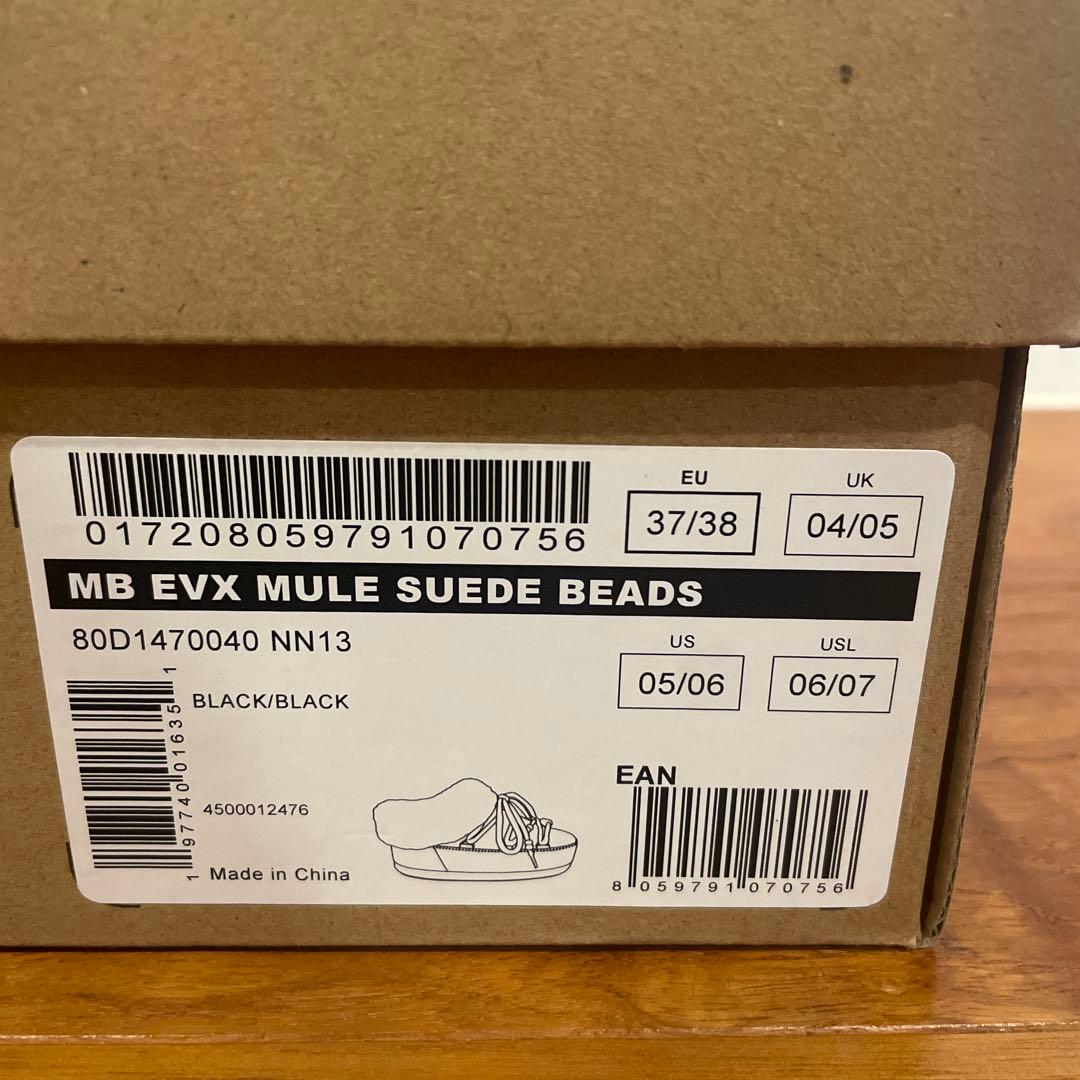 01720805979107075​6
EU
37/38
UK
04/05
MB EVX MULE SUEDE BEADS
80D1470040 NN13
US
05/06
USL
06/07
1 97740 01635 1
BLACK/BLACK
4500012476
Made in China
EAN
8 059791 070756